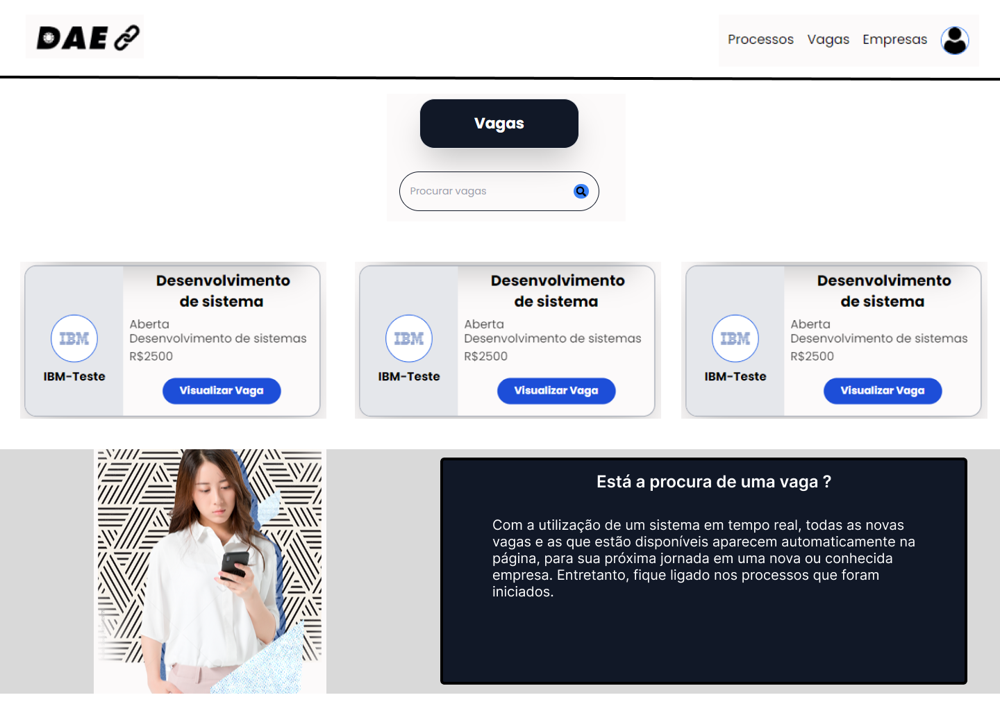 DAE
Processos Vagas Empresas
Vagas
Procurar vagas
Desenvolvimento
de sistema
Aberta
Desenvolvimento de sistemas
R$2500
IBM
IBM-Teste
Visualizar Vaga
Desenvolvimento
de sistema
Aberta
Desenvolvimento de sistemas
R$2500
IBM
IBM-Teste
Visualizar Vaga
Desenvolvimento
de sistema
Aberta
Desenvolvimento de sistemas
R$2500
IBM
IBM-Teste
Visualizar Vaga
Está a procura de uma vaga ?
Com a utilização de um sistema em tempo real, todas as novas
vagas e as que estão disponíveis aparecem automaticamente na
página, para sua próxima jornada em uma nova ou conhecida
empresa. Entretanto, fique ligado nos processos que foram
iniciados.